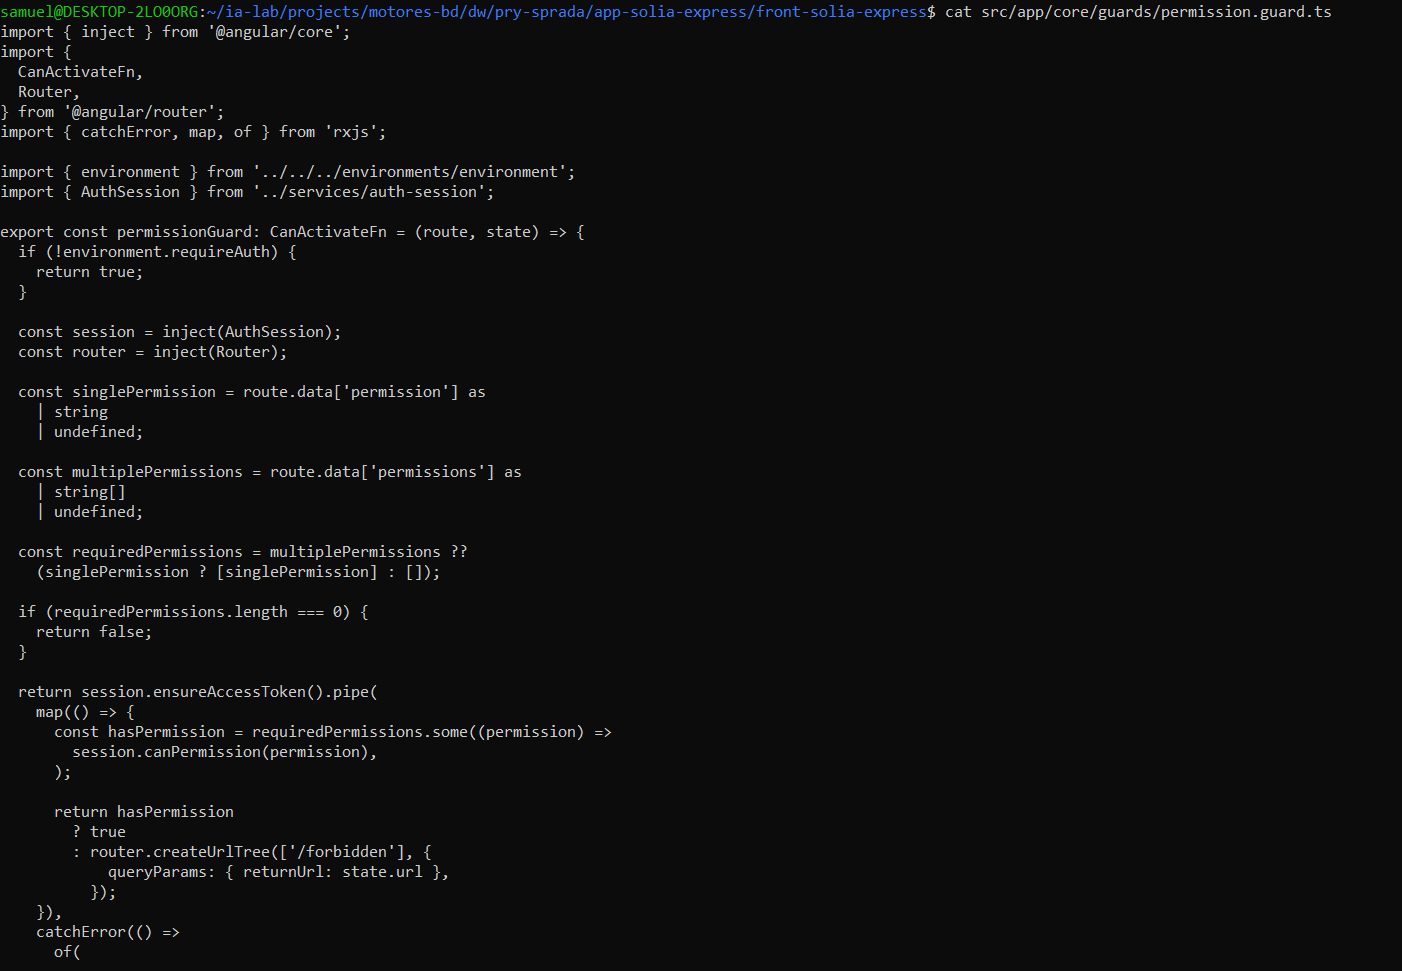 samuel@DESKTOP-2LO0ORG:~/ia-lab/projects/motores-bd/dw/pry-sprada/app-solia-express/front-solia-express$ cat src/app/core/guards/permission.guard.ts
import { inject } from '@angular/core';
import {
  CanActivateFn,
  Router,
} from '@angular/router';
import { catchError, map, of } from 'rxjs';

import { environment } from '../../../environments/environment';
import { AuthSession } from '../services/auth-session';

export const permissionGuard: CanActivateFn = (route, state) => {
  if (!environment.requireAuth) {
    return true;
  }

  const session = inject(AuthSession);
  const router = inject(Router);

  const singlePermission = route.data['permission'] as
    | string
    | undefined;

  const multiplePermissions = route.data['permissions'] as
    | string[]
    | undefined;

  const requiredPermissions = multiplePermissions ??
    (singlePermission ? [singlePermission] : []);

  if (requiredPermissions.length === 0) {
    return false;
  }

  return session.ensureAccessToken().pipe(
    map(() => {
      const hasPermission = requiredPermissions.some((permission) =>
        session.canPermission(permission),
      );

      return hasPermission
        ? true
        : router.createUrlTree(['/forbidden'], {
            queryParams: { returnUrl: state.url },
          });
    }),
    catchError(() =>
      of(